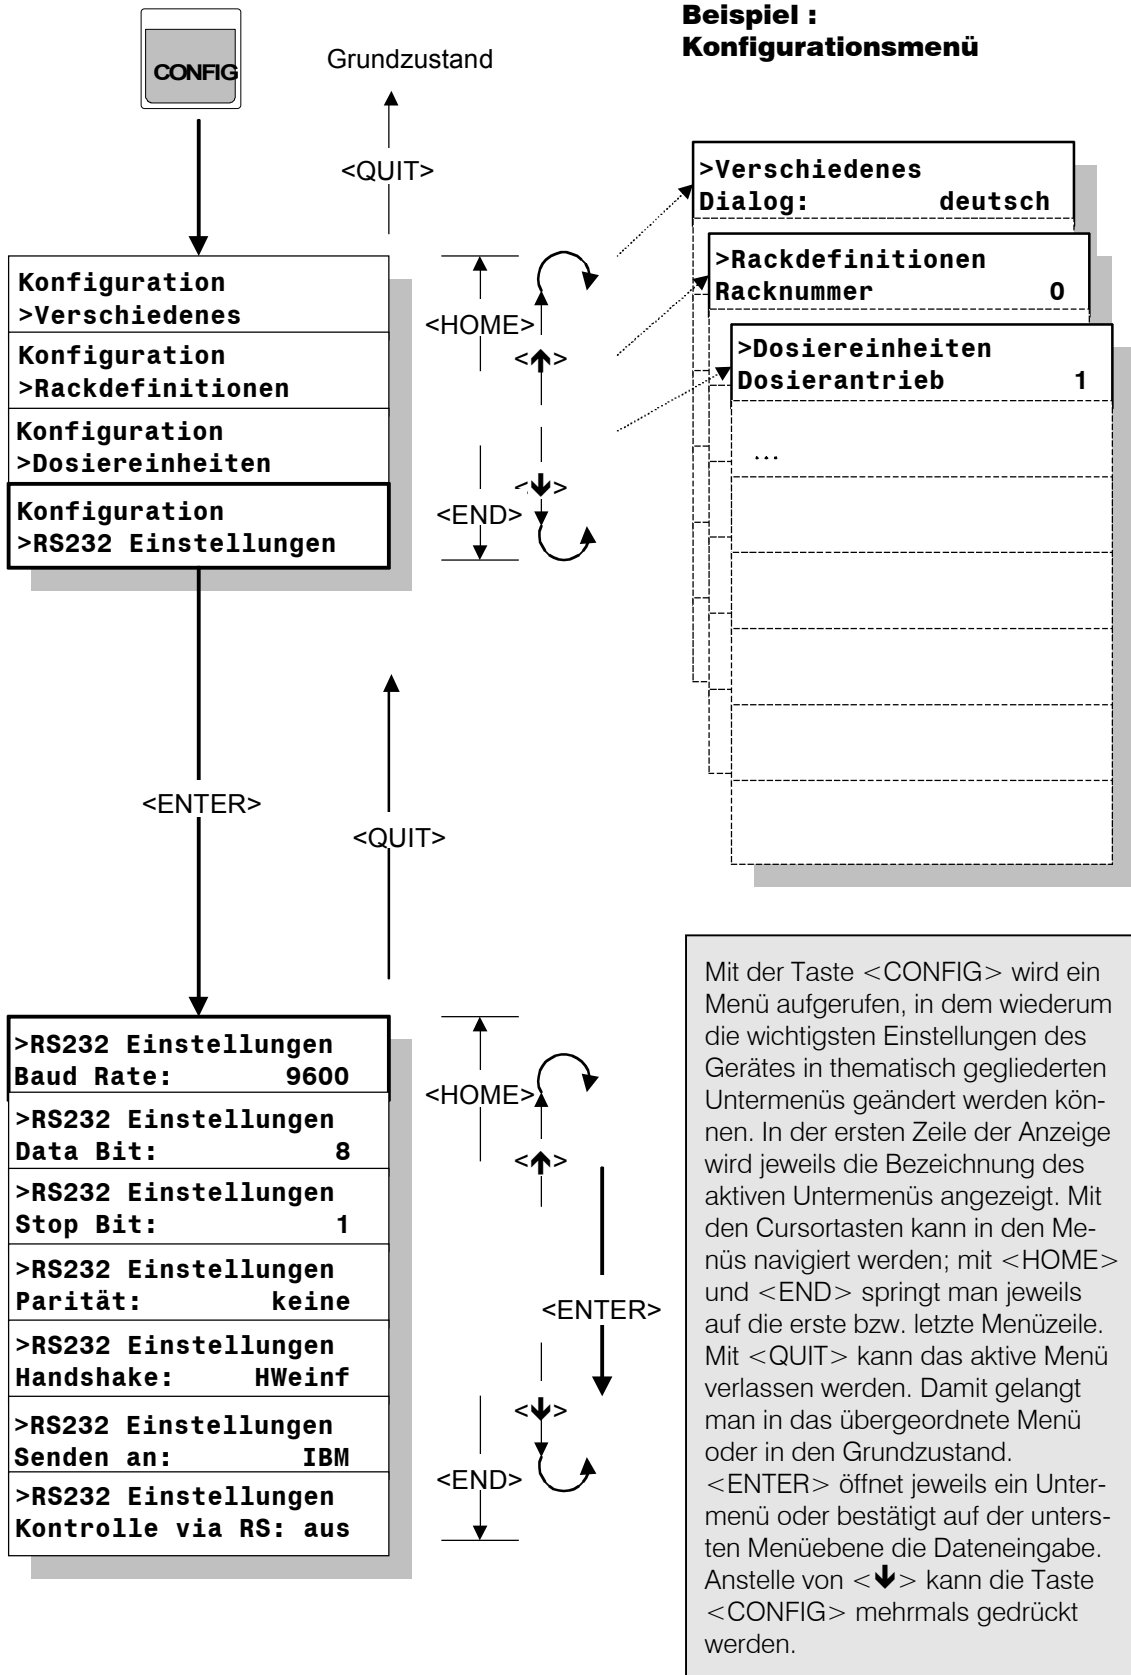 Beispiel :
Konfigurationsmenü
CONFIG
Grundzustand
<QUIT>
Konfiguration
>Verschiedenes
Konfiguration
>Rackdefinitionen
Konfiguration
>Dosiereinheiten
Konfiguration
>RS232 Einstellungen
<HOME>
<↑>
<↓>
<END>
>Verschiedenes
Dialog: deutsch
>Rackdefinitionen
Racknummer 0
>Dosiereinheiten
Dosierantrieb 1
...
<ENTER>
<QUIT>
>RS232 Einstellungen
Baud Rate: 9600
>RS232 Einstellungen
Data Bit: 8
>RS232 Einstellungen
Stop Bit: 1
>RS232 Einstellungen
Parität: keine
>RS232 Einstellungen
Handshake: HWeinf
>RS232 Einstellungen
Senden an: IBM
>RS232 Einstellungen
Kontrolle via RS: aus
<HOME>
<↑>
<ENTER>
<↓>
<END>
Mit der Taste <CONFIG> wird ein
Menü aufgerufen, in dem wiederum
die wichtigsten Einstellungen des
Gerätes in thematisch gegliederten
Untermenüs geändert werden kön-
nen. In der ersten Zeile der Anzeige
wird jeweils die Bezeichnung des
aktiven Untermenüs angezeigt. Mit
den Cursortasten kann in den Me-
nüs navigiert werden; mit <HOME>
und <END> springt man jeweils
auf die erste bzw. letzte Menüzeile.
Mit <QUIT> kann das aktive Menü
verlassen werden. Damit gelangt
man in das übergeordnete Menü
oder in den Grundzustand.
<ENTER> öffnet jeweils ein Unter-
menü oder bestätigt auf der unters-
ten Menüebene die Dateneingabe.
Anstelle von <↓> kann die Taste
<CONFIG> mehrmals gedrückt
werden.